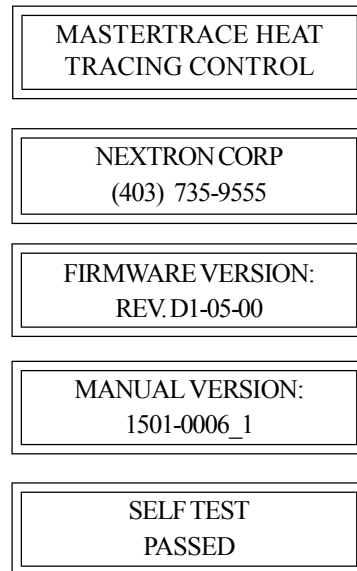 MASTERTRACE HEAT
TRACING CONTROL
NEXTRON CORP
(403) 735-9555
FIRMWARE VERSION:
REV. D1-05-00
MANUAL VERSION:
1501-0006_1
SELF TEST
PASSED